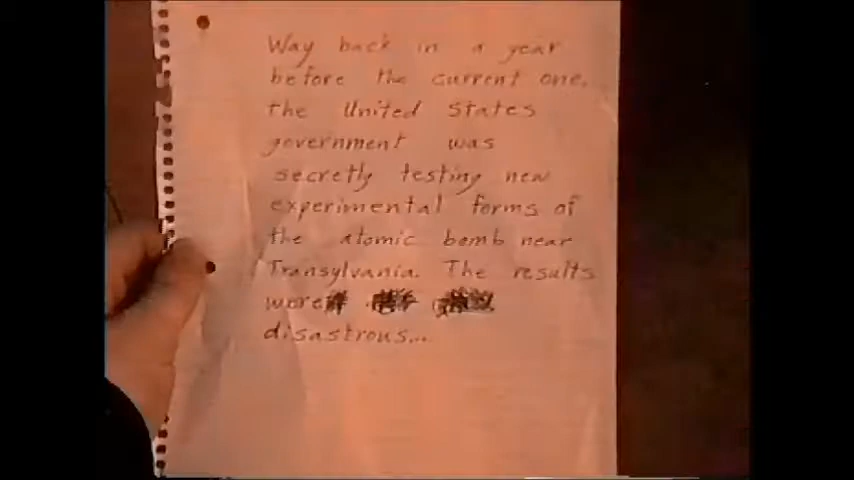 Way back in a year
before the current one,
the United States
government was
secretly testing new
experimental forms of
the atomic bomb near
Transylvania. The results
were
disastrous...